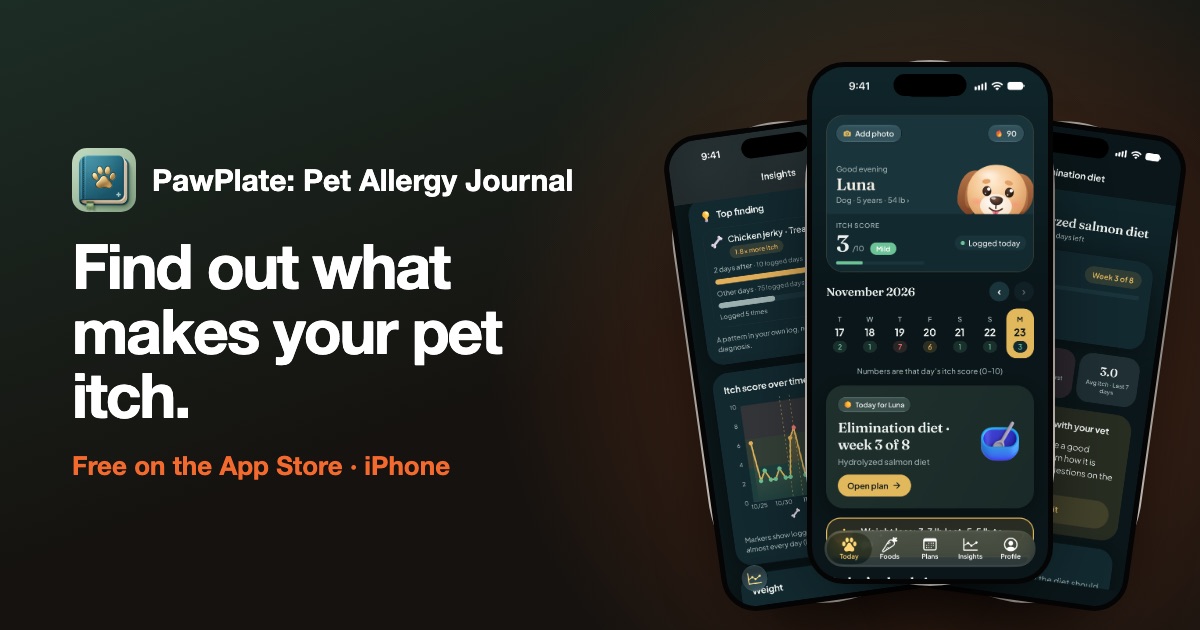 PawPlate: Pet Allergy Journal
Find out what
makes your pet
itch.
Free on the App Store · iPhone
9:41
Insights
Top finding
Chicken jerky · Trea
1.8x more itch
2 days after · 10 logged days
Other days · 75 logged days
Logged 5 times
A pattern in your own log, n
diagnosis.
Itch score over time
10
8
6
4
2
0
10/25
10/30
Markers show logg
almost every day
Weight
9:41
Add photo
90
Good evening
Luna
Dog · 5 years · 54 lb ›
ITCH SCORE
3 /10 Mild
Logged today
November 2026
T W T F S S M
17 18 19 20 21 22 23
2 1 7 6 1 1 3
Numbers are that day's itch score (0–10)
Today for Luna
Elimination diet ·
week 3 of 8
Hydrolyzed salmon diet
Open plan →
Today
Foods
Plans
Insights
Profile
mination diet
zed salmon diet
days left
Week 3 of 8
3.0
Avg itch · Last 7
days
with your vet
e a good
m how it is
estions on the
it
the diet should